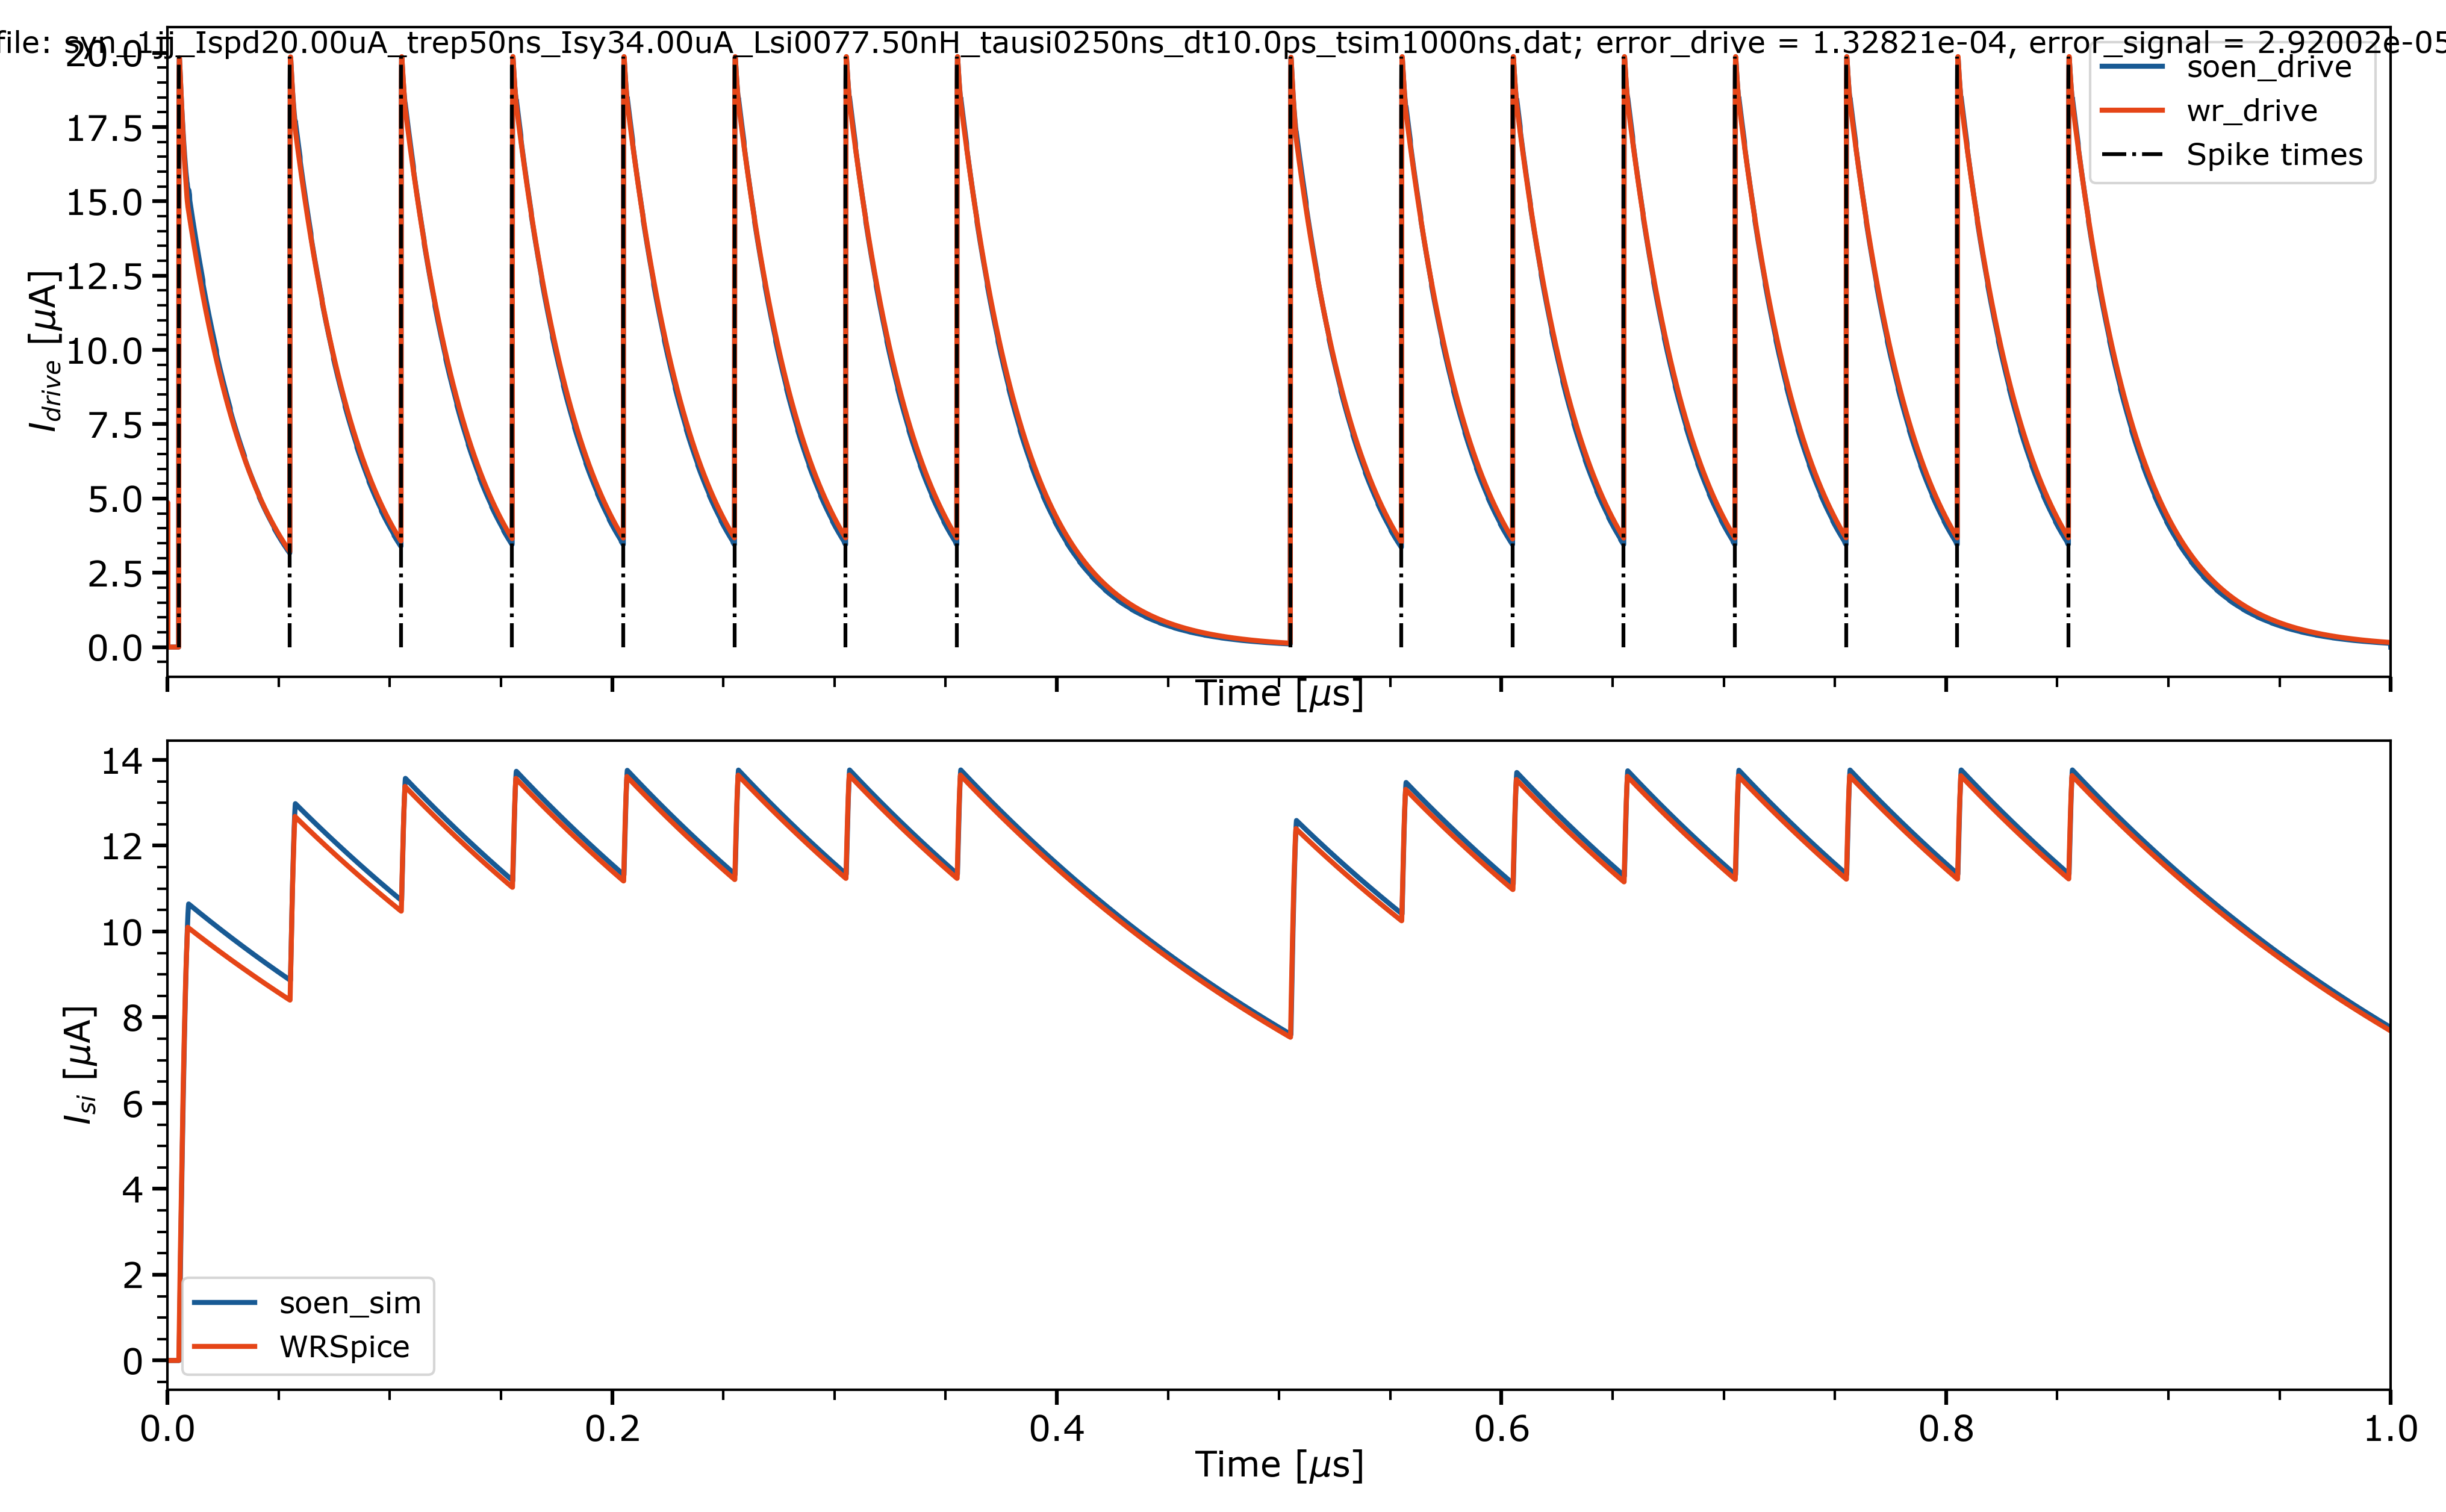 file: syn_1jj_Ispd20.00uA_trep50ns_Isy34.00uA_Lsi0077.50nH_tausi0250ns_dt10.0ps_tsim1000ns.dat; error_drive = 1.32821e-04, error_signal = 2.92002e-05
20.0
17.5
15.0
12.5
10.0
7.5
5.0
2.5
0.0
I_drive [μA]
soen_drive
wr_drive
Spike times
Time [μs]
14
12
10
8
6
4
2
0
I_si [μA]
soen_sim
WRSpice
0.0 0.2 0.4 0.6 0.8 1.0
Time [μs]